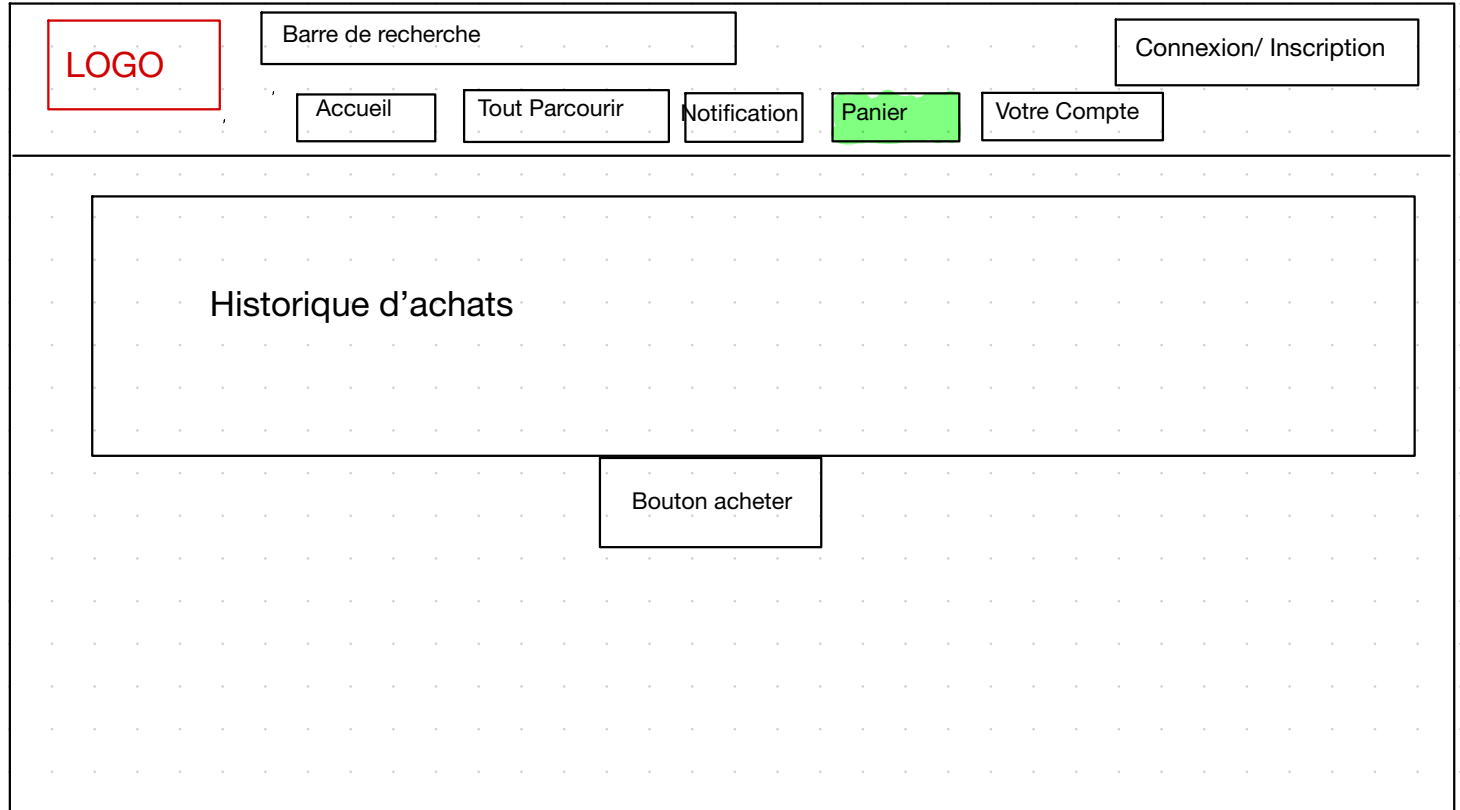 LOGO
Barre de recherche
Connexion/ Inscription
Accueil
Tout Parcourir
Notification
Panier
Votre Compte
Historique d’achats
Bouton acheter